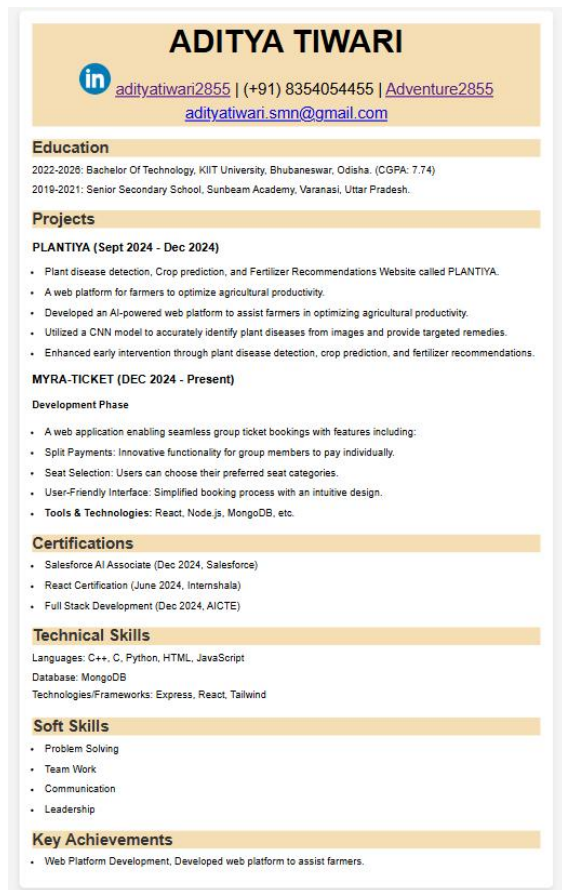 ADITYA TIWARI
in adityatiwari2855 | (+91) 8354054455 | Adventure2855
adityatiwari.smn@gmail.com
Education
2022-2026: Bachelor Of Technology, KIIT University, Bhubaneswar, Odisha. (CGPA: 7.74)
2019-2021: Senior Secondary School, Sunbeam Academy, Varanasi, Uttar Pradesh.
Projects
PLANTIYA (Sept 2024 - Dec 2024)
• Plant disease detection, Crop prediction, and Fertilizer Recommendations Website called PLANTIYA.
• A web platform for farmers to optimize agricultural productivity.
• Developed an AI-powered web platform to assist farmers in optimizing agricultural productivity.
• Utilized a CNN model to accurately identify plant diseases from images and provide targeted remedies.
• Enhanced early intervention through plant disease detection, crop prediction, and fertilizer recommendations.
MYRA-TICKET (DEC 2024 - Present)
Development Phase
• A web application enabling seamless group ticket bookings with features including:
• Split Payments: Innovative functionality for group members to pay individually.
• Seat Selection: Users can choose their preferred seat categories.
• User-Friendly Interface: Simplified booking process with an intuitive design.
• Tools & Technologies: React, Node.js, MongoDB, etc.
Certifications
• Salesforce AI Associate (Dec 2024, Salesforce)
• React Certification (June 2024, Internshala)
• Full Stack Development (Dec 2024, AICTE)
Technical Skills
Languages: C++, C, Python, HTML, JavaScript
Database: MongoDB
Technologies/Frameworks: Express, React, Tailwind
Soft Skills
• Problem Solving
• Team Work
• Communication
• Leadership
Key Achievements
• Web Platform Development, Developed web platform to assist farmers.